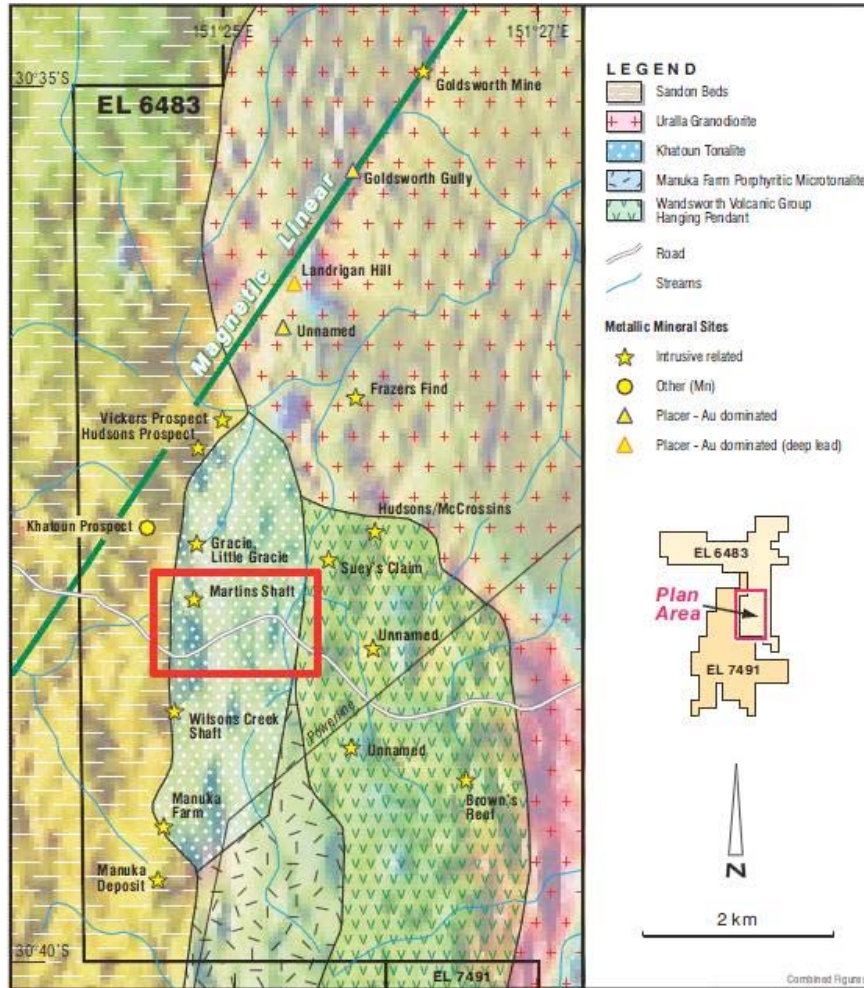 151°25'E
151°27'E
30°35'S
EL 6483
Goldsworth Mine
Goldsworth Gully
Magnetic Linear
Landrigan Hill
Unnamed
Frazers Find
Vickers Prospect
Hudsons Prospect
Hudsons/McCrossins
Khatoun Prospect
Gracie,
Little Gracie
Suey's Claim
Martins Shaft
Unnamed
Wilsons Creek
Shaft
Powerline
Unnamed
Manuka
Farm
Brown's
Reef
Manuka
Deposit
30°40'S
EL 7491
LEGEND
Sandon Beds
Uralla Granodiorite
Khatoun Tonalite
Manuka Farm Porphyritic Microtonalite
Wandsworth Volcanic Group
Hanging Pendant
Road
Streams
Metallic Mineral Sites
Intrusive related
Other (Mn)
Placer - Au dominated
Placer - Au dominated (deep lead)
EL 6483
Plan
Area
EL 7491
N
2 km
Combined Figures